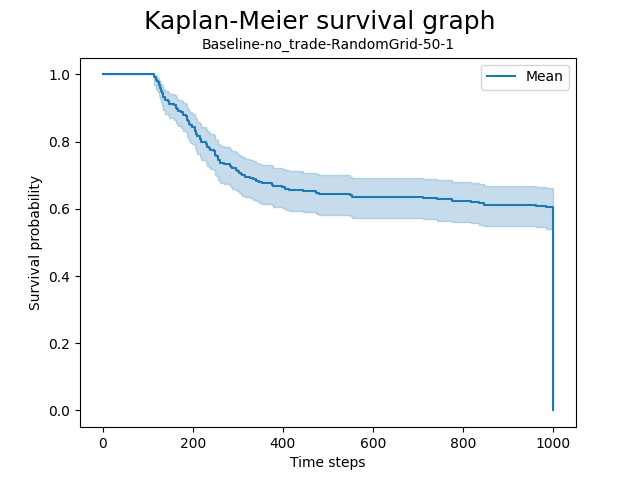 Kaplan-Meier survival graph
Baseline-no_trade-RandomGrid-50-1
Mean
Survival probability
1.0
0.8
0.6
0.4
0.2
0.0
0 200 400 600 800 1000
Time steps